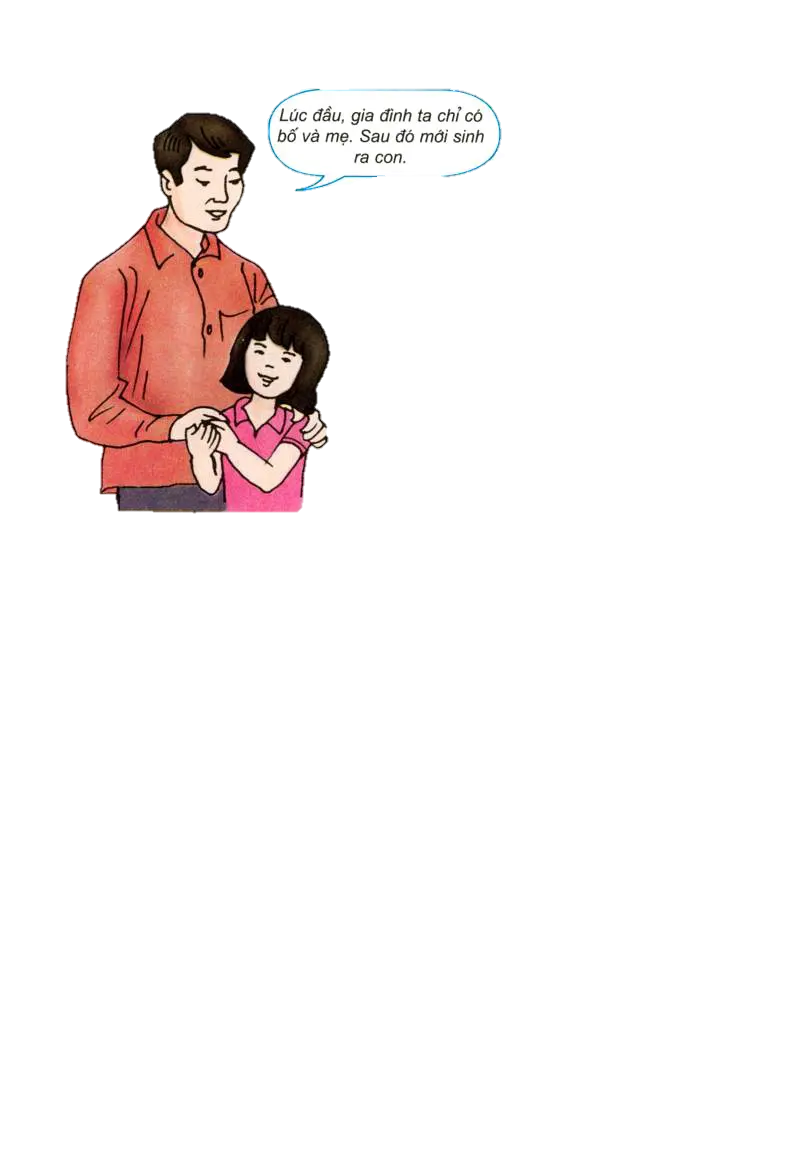 Lúc đầu, gia đình ta chỉ có
bố và mẹ. Sau đó mới sinh
ra con.